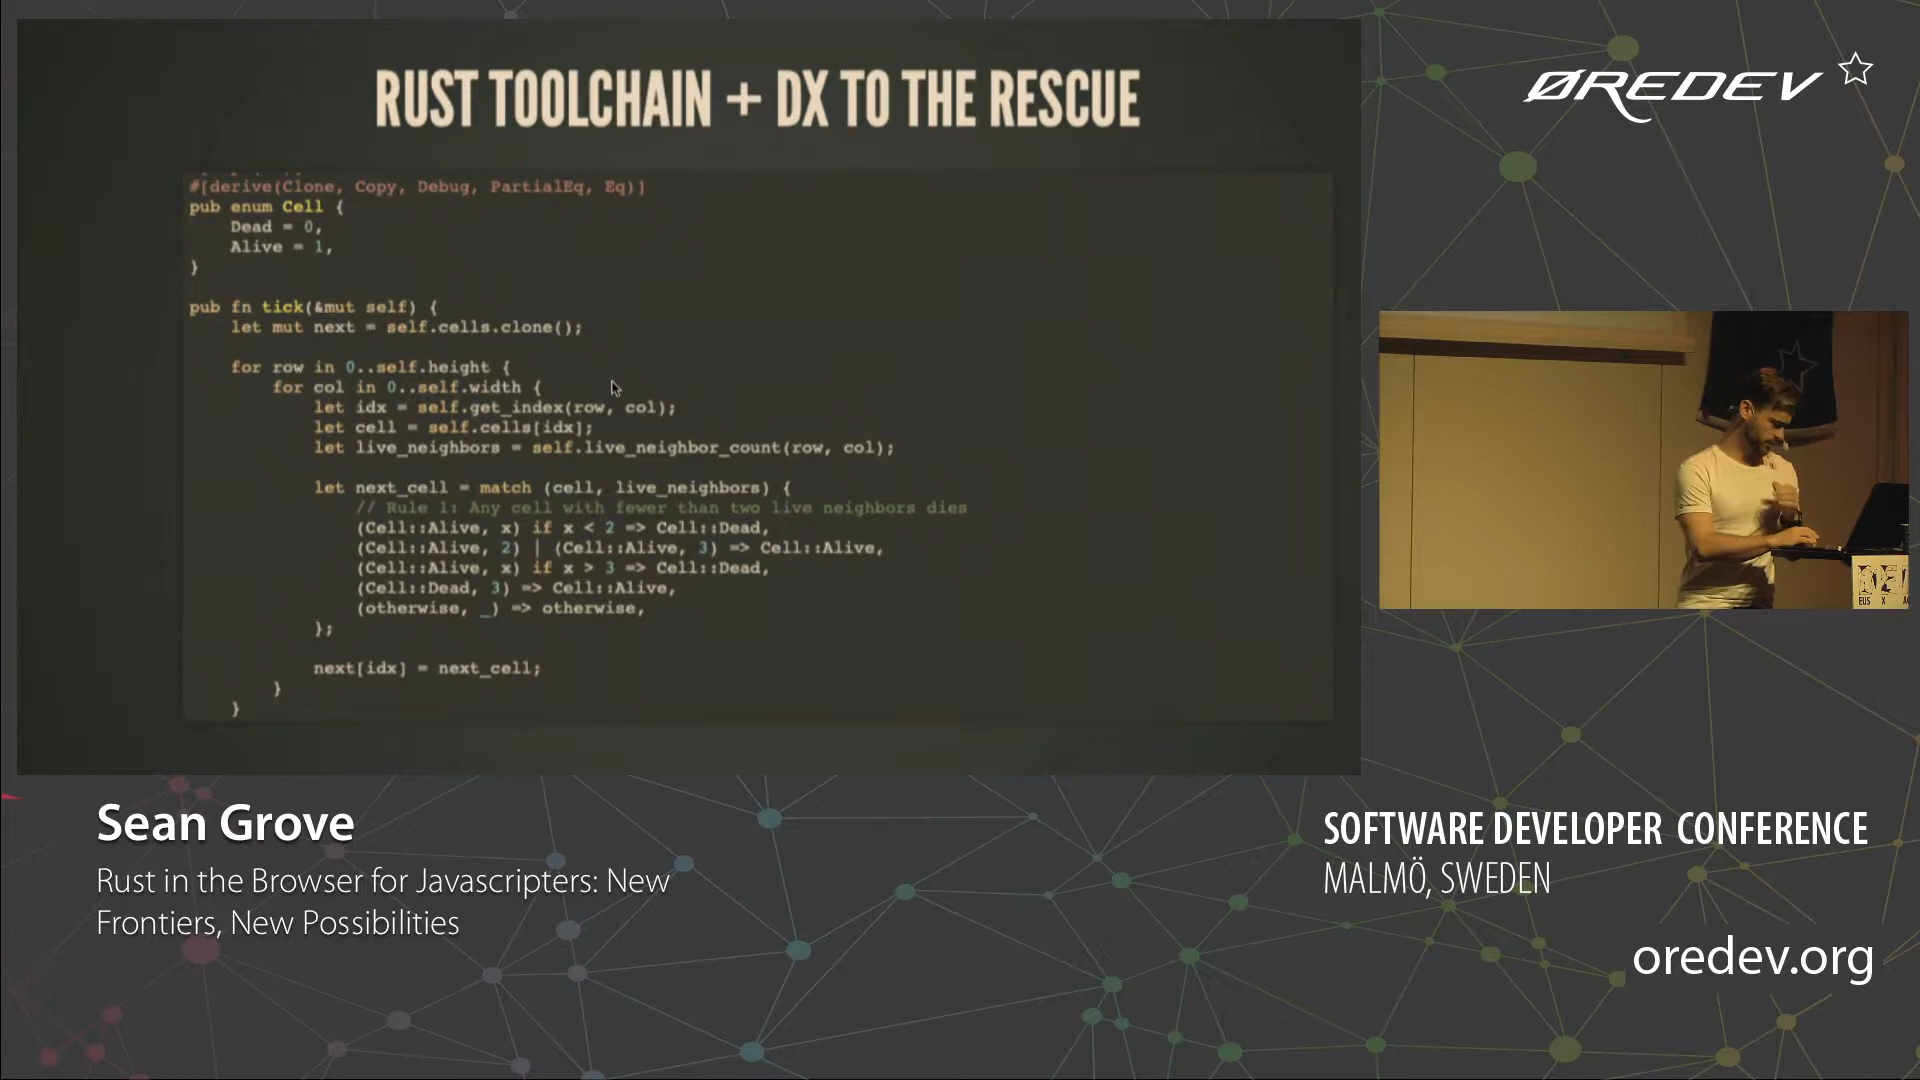 RUST TOOLCHAIN + DX TO THE RESCUE
#[derive(Clone, Copy, Debug, PartialEq, Eq)]
pub enum Cell {
    Dead = 0,
    Alive = 1,
}
pub fn tick(&mut self) {
    let mut next = self.cells.clone();
    for row in 0..self.height {
        for col in 0..self.width {
            let idx = self.get_index(row, col);
            let cell = self.cells[idx];
            let live_neighbors = self.live_neighbor_count(row, col);
            let next_cell = match (cell, live_neighbors) {
                // Rule 1: Any cell with fewer than two live neighbors dies
                (Cell::Alive, x) if x < 2 => Cell::Dead,
                (Cell::Alive, 2) | (Cell::Alive, 3) => Cell::Alive,
                (Cell::Alive, x) if x > 3 => Cell::Dead,
                (Cell::Dead, 3) => Cell::Alive,
                (otherwise, _) => otherwise,
            };
            next[idx] = next_cell;
        }
    }
ØREDEV
Sean Grove
Rust in the Browser for Javascripters: New
Frontiers, New Possibilities
SOFTWARE DEVELOPER CONFERENCE
MALMÖ, SWEDEN
oredev.org